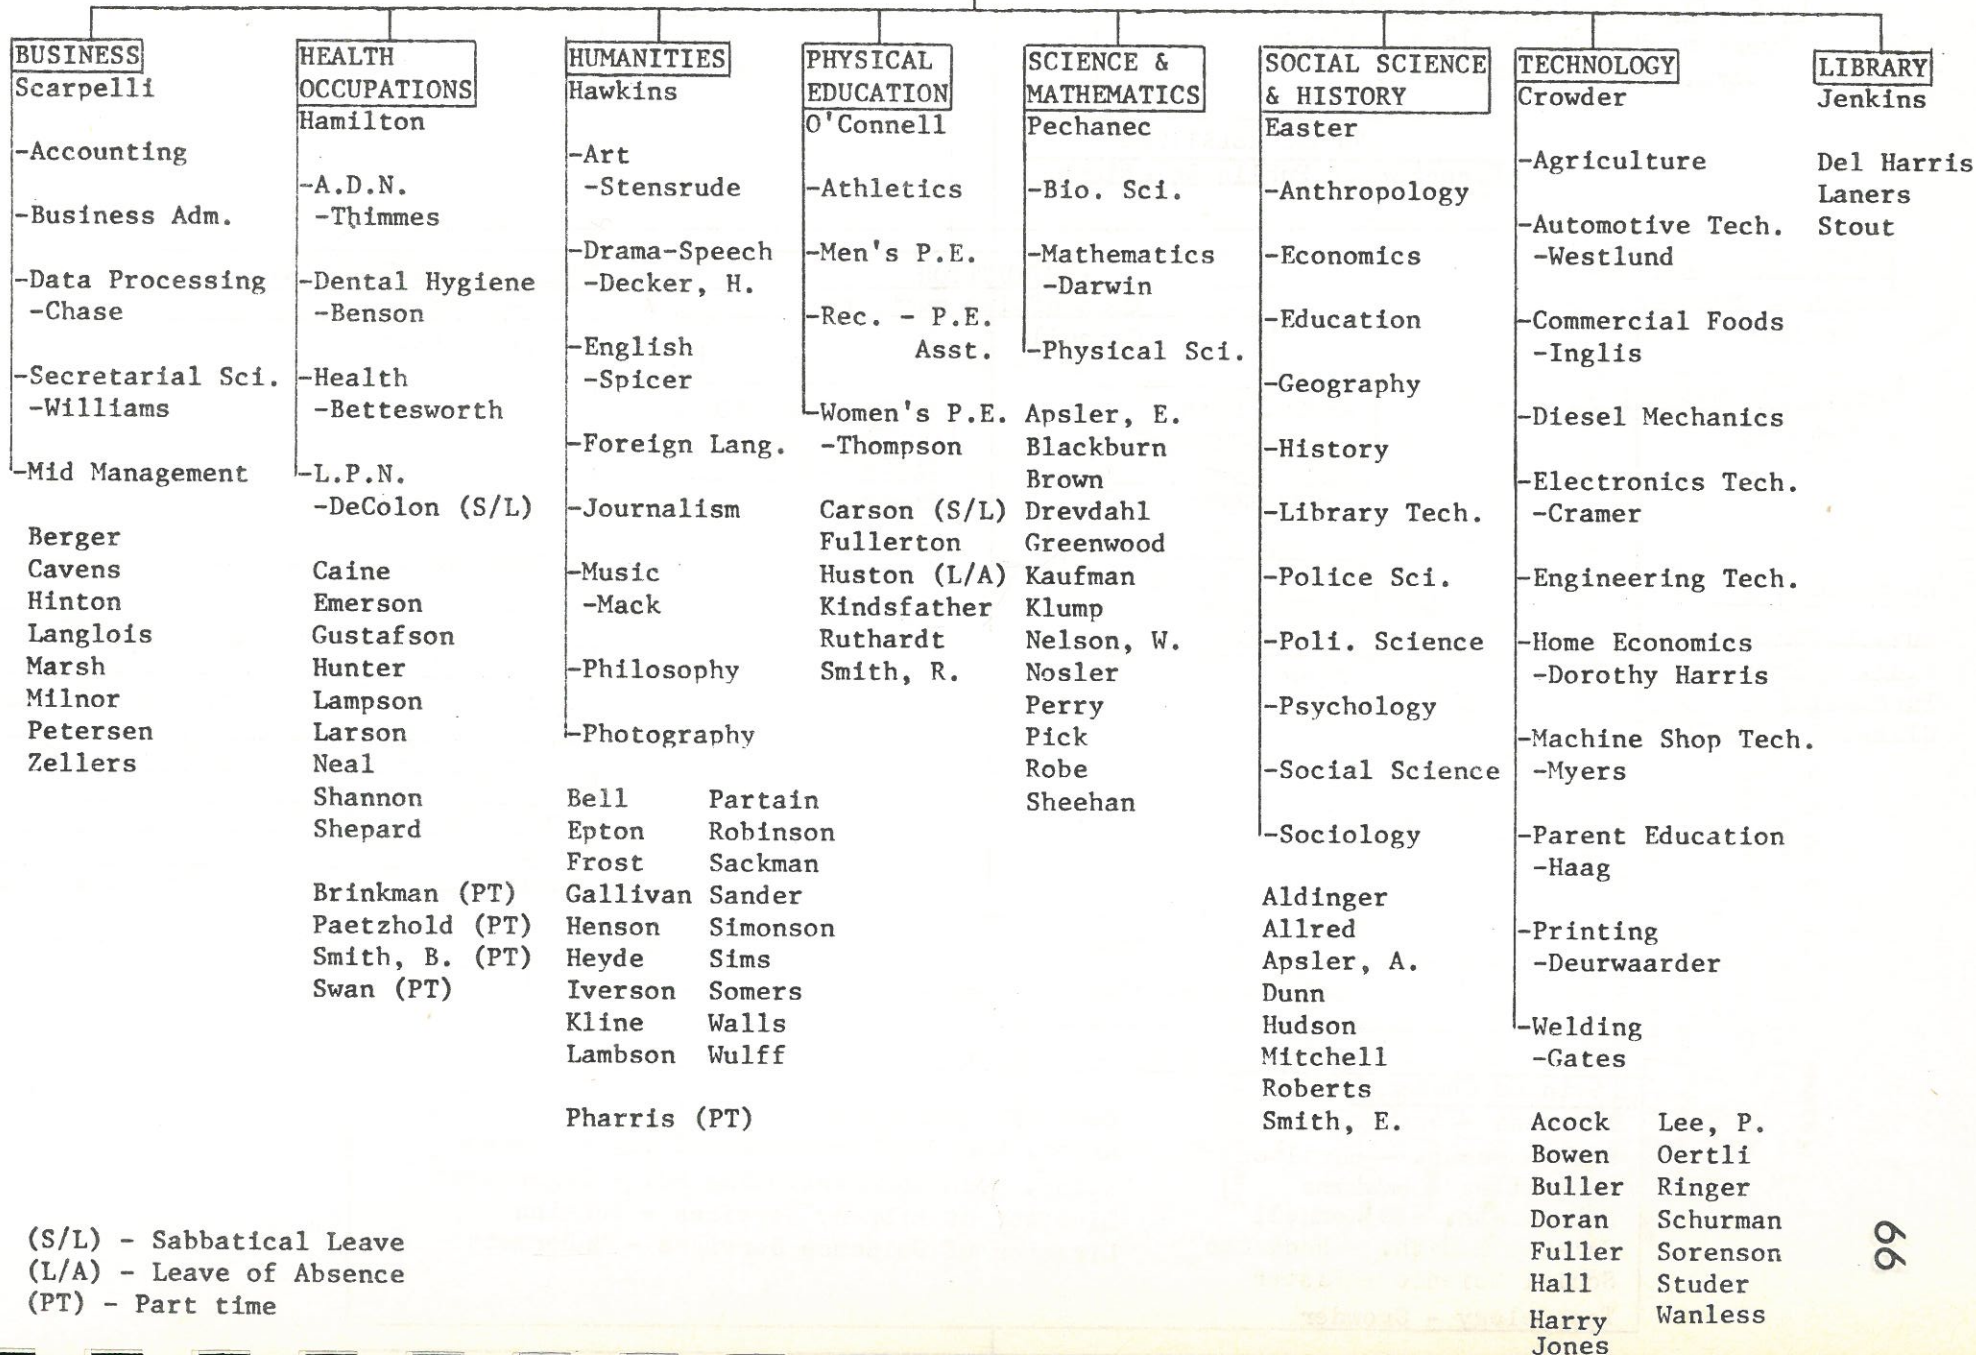 BUSINESS
Scarpelli
-Accounting
-Business Adm.
-Data Processing
-Chase
-Secretarial Sci.
-Williams
-Mid Management
Berger
Cavens
Hinton
Langlois
Marsh
Milnor
Petersen
Zellers
HEALTH
OCCUPATIONS
Hamilton
-A.D.N.
-Thimmes
-Dental Hygiene
-Benson
-Health
-Bettesworth
-L.P.N.
-DeColon (S/L)
Caine
Emerson
Gustafson
Hunter
Lampson
Larson
Neal
Shannon
Shepard
Brinkman (PT)
Paetzhold (PT)
Smith, B. (PT)
Swan (PT)
HUMANITIES
Hawkins
-Art
-Stensrude
-Drama-Speech
-Decker, H.
-English
-Spicer
-Foreign Lang.
-Journalism
-Music
-Mack
-Philosophy
-Photography
Bell Partain
Epton Robinson
Frost Sackman
Gallivan Sander
Henson Simonson
Heyde Sims
Iverson Somers
Kline Walls
Lambson Wulff
Pharris (PT)
PHYSICAL
EDUCATION
O'Connell
-Athletics
-Men's P.E.
-Rec. - P.E.
Asst.
-Women's P.E.
-Thompson
Carson (S/L)
Fullerton
Huston (L/A)
Kindsfather
Ruthardt
Smith, R.
SCIENCE &
MATHEMATICS
Pechanec
-Bio. Sci.
-Mathematics
-Darwin
-Physical Sci.
Apsler, E.
Blackburn
Brown
Drevdahl
Greenwood
Kaufman
Klump
Nelson, W.
Nosler
Perry
Pick
Robe
Sheehan
SOCIAL SCIENCE
& HISTORY
Easter
-Anthropology
-Economics
-Education
-Geography
-History
-Library Tech.
-Police Sci.
-Poli. Science
-Psychology
-Social Science
-Sociology
Aldinger
Allred
Apsler, A.
Dunn
Hudson
Mitchell
Roberts
Smith, E.
TECHNOLOGY
Crowder
-Agriculture
-Automotive Tech.
-Westlund
-Commercial Foods
-Inglis
-Diesel Mechanics
-Electronics Tech.
-Cramer
-Engineering Tech.
-Home Economics
-Dorothy Harris
-Machine Shop Tech.
-Myers
-Parent Education
-Haag
-Printing
-Deurwaarder
-Welding
-Gates
Acock Lee, P.
Bowen Oertli
Buller Ringer
Doran Schurman
Fuller Sorenson
Hall Studer
Harry Wanless
Jones
LIBRARY
Jenkins
Del Harris
Laners
Stout
(S/L) - Sabbatical Leave
(L/A) - Leave of Absence
(PT) - Part time
66